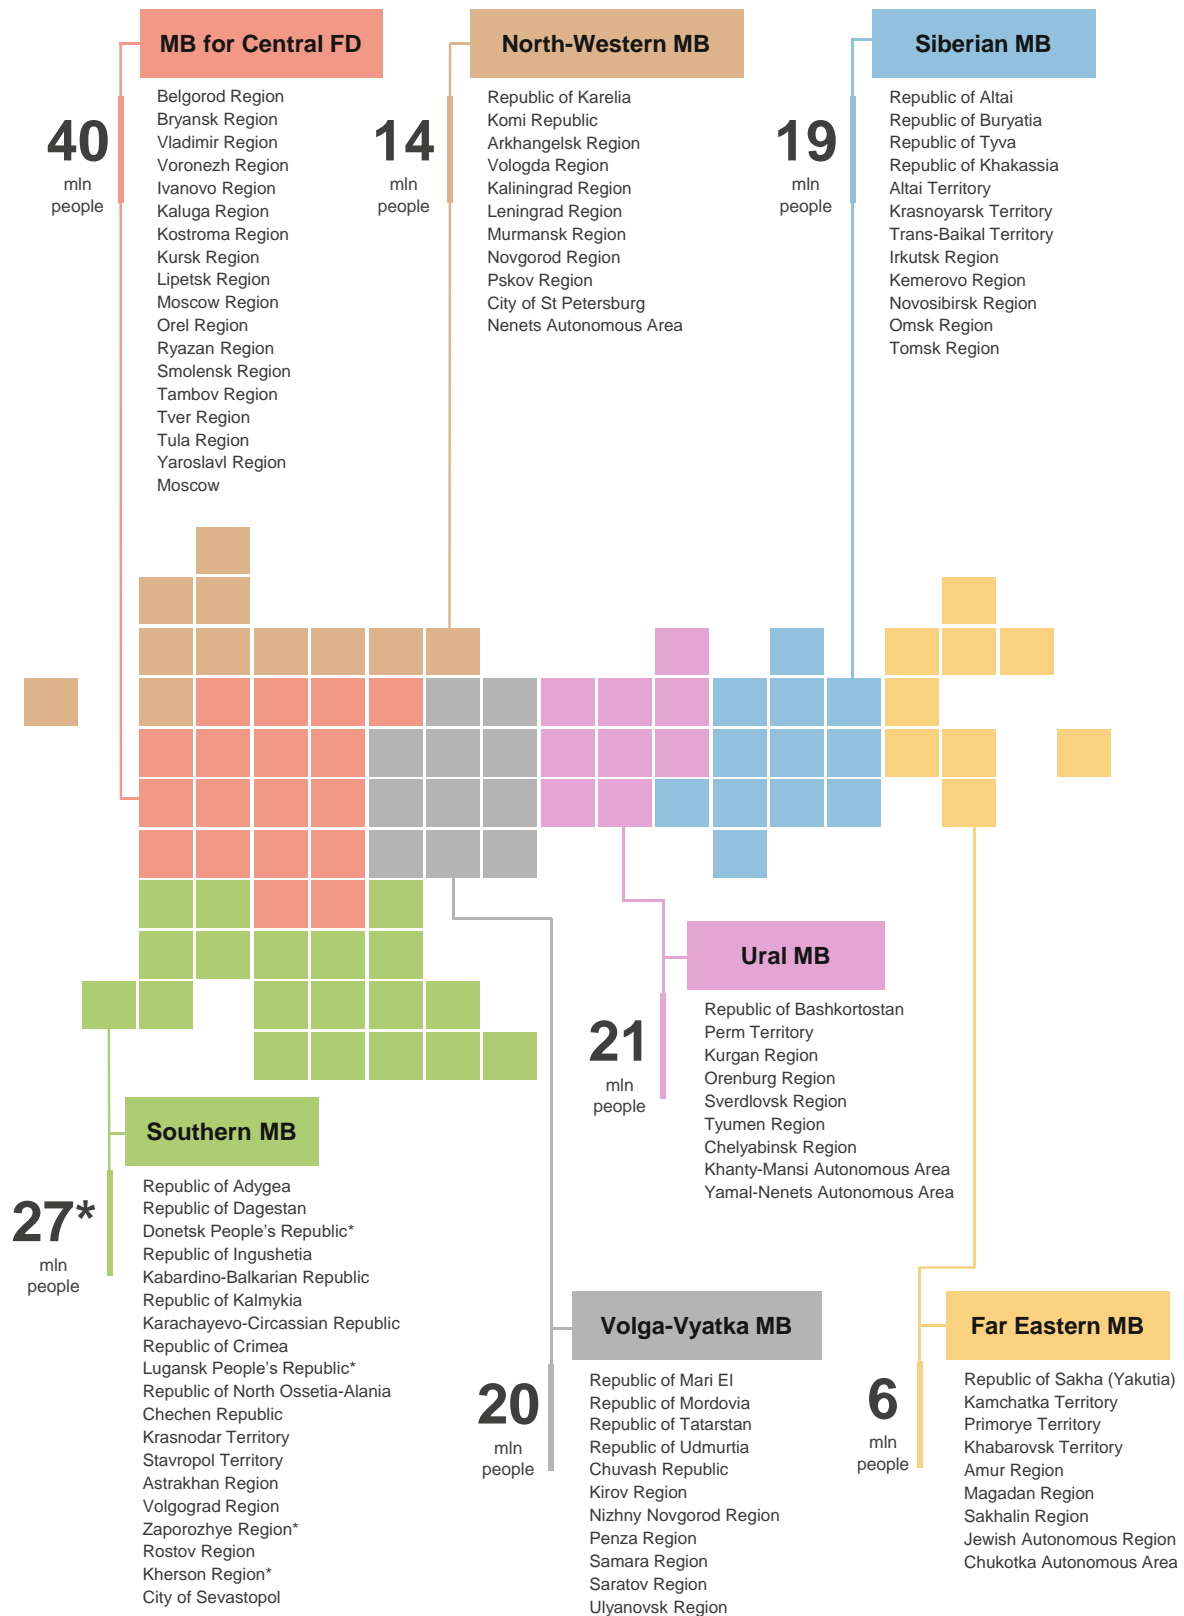 MB for Central FD
40
mln
people
Belgorod Region
Bryansk Region
Vladimir Region
Voronezh Region
Ivanovo Region
Kaluga Region
Kostroma Region
Kursk Region
Lipetsk Region
Moscow Region
Orel Region
Ryazan Region
Smolensk Region
Tambov Region
Tver Region
Tula Region
Yaroslavl Region
Moscow
North-Western MB
14
mln
people
Republic of Karelia
Komi Republic
Arkhangelsk Region
Vologda Region
Kaliningrad Region
Leningrad Region
Murmansk Region
Novgorod Region
Pskov Region
City of St Petersburg
Nenets Autonomous Area
Siberian MB
19
mln
people
Republic of Altai
Republic of Buryatia
Republic of Tyva
Republic of Khakassia
Altai Territory
Krasnoyarsk Territory
Trans-Baikal Territory
Irkutsk Region
Kemerovo Region
Novosibirsk Region
Omsk Region
Tomsk Region
Ural MB
21
mln
people
Republic of Bashkortostan
Perm Territory
Kurgan Region
Orenburg Region
Sverdlovsk Region
Tyumen Region
Chelyabinsk Region
Khanty-Mansi Autonomous Area
Yamal-Nenets Autonomous Area
Southern MB
27*
mln
people
Republic of Adygea
Republic of Dagestan
Donetsk People's Republic*
Republic of Ingushetia
Kabardino-Balkarian Republic
Republic of Kalmykia
Karachayevo-Circassian Republic
Republic of Crimea
Lugansk People's Republic*
Republic of North Ossetia-Alania
Chechen Republic
Krasnodar Territory
Stavropol Territory
Astrakhan Region
Volgograd Region
Zaporozhye Region*
Rostov Region
Kherson Region*
City of Sevastopol
Volga-Vyatka MB
20
mln
people
Republic of Mari El
Republic of Mordovia
Republic of Tatarstan
Republic of Udmurtia
Chuvash Republic
Kirov Region
Nizhny Novgorod Region
Penza Region
Samara Region
Saratov Region
Ulyanovsk Region
Far Eastern MB
6
mln
people
Republic of Sakha (Yakutia)
Kamchatka Territory
Primorye Territory
Khabarovsk Territory
Amur Region
Magadan Region
Sakhalin Region
Jewish Autonomous Region
Chukotka Autonomous Area